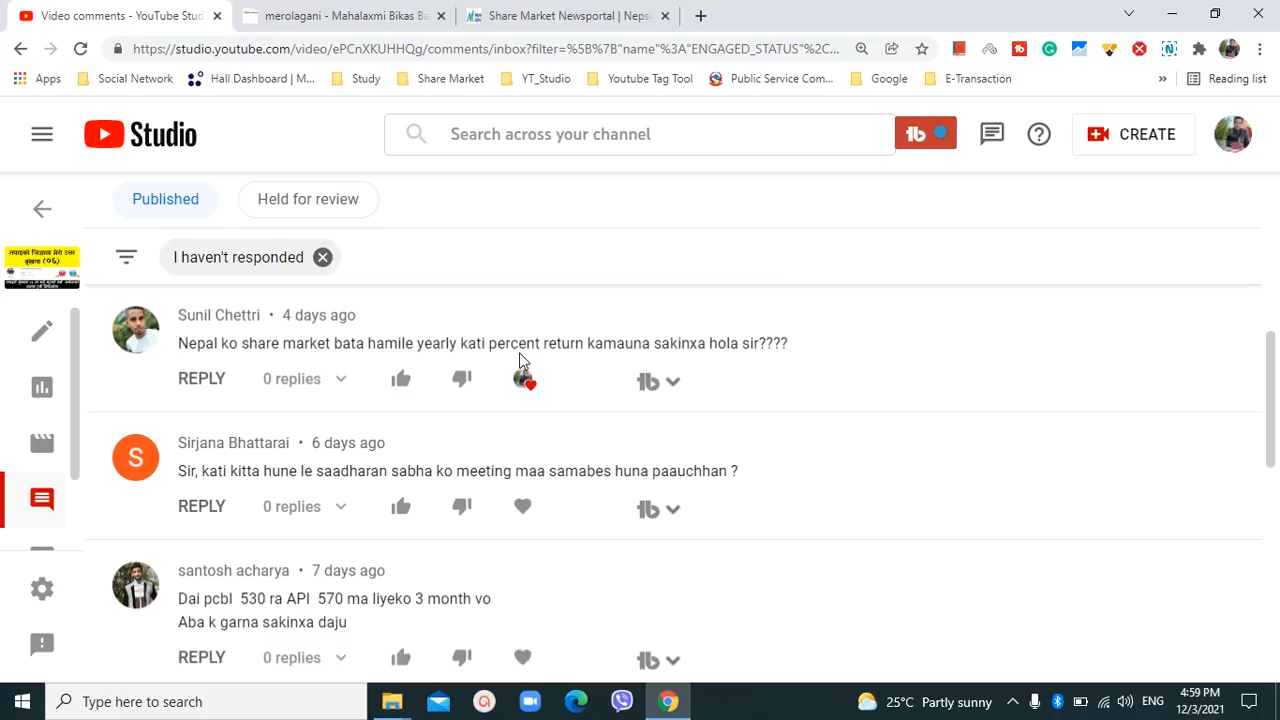 Video comments - YouTube Stud
merolagani - Mahalaxmi Bikas Ba
Share Market Newsportal | Neps
https://studio.youtube.com/video/ePCnXKUHHQg/comments/inbox?filter=%5B%7B"name"%3A"ENGAGED_STATUS"%2C...
Apps
Social Network
Hall Dashboard | M...
Study
Share Market
YT_Studio
Youtube Tag Tool
Public Service Com...
Google
E-Transaction
»
Reading list
Studio
Search across your channel
CREATE
Published
Held for review
तपाइको जिज्ञासा मेरो उत्तर
I haven't responded
Sunil Chettri • 4 days ago
Nepal ko share market bata hamile yearly kati percent return kamauna sakinxa hola sir????
REPLY 0 replies
S
Sirjana Bhattarai • 6 days ago
Sir, kati kitta hune le saadharan sabha ko meeting maa samabes huna paauchhan ?
REPLY 0 replies
santosh acharya • 7 days ago
Dai pcbl 530 ra API 570 ma liyeko 3 month vo
Aba k garna sakinxa daju
REPLY 0 replies
Type here to search
25°C Partly sunny
ENG
4:59 PM
12/3/2021